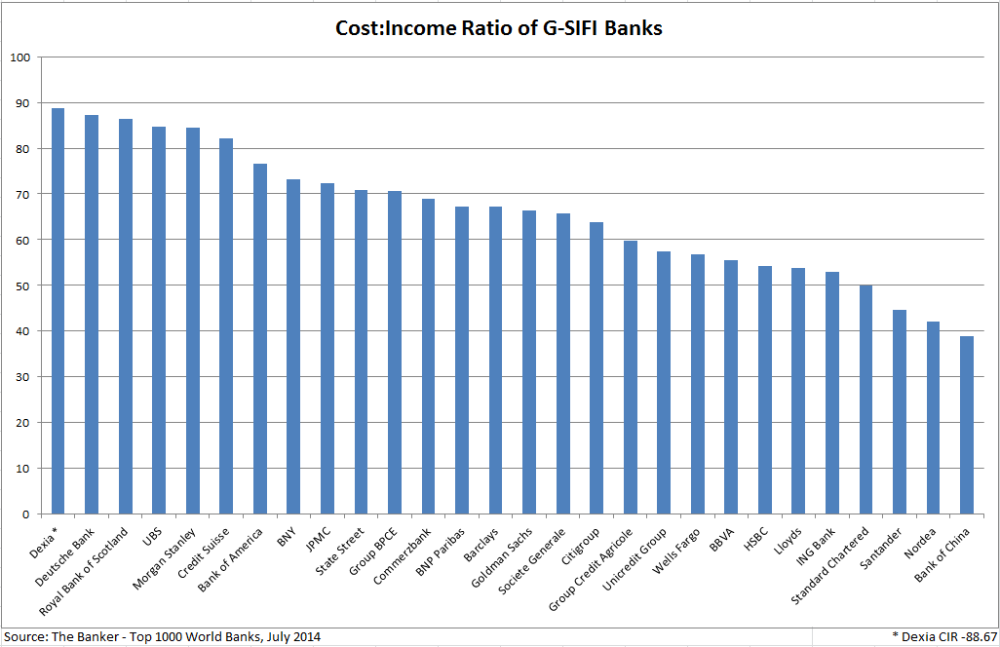 Cost:Income Ratio of G-SIFI Banks
100
90
80
70
60
50
40
30
20
10
0
Dexia *
Deutsche Bank
Royal Bank of Scotland
UBS
Morgan Stanley
Credit Suisse
Bank of America
BNY
JPMC
State Street
Group BPCE
Commerzbank
BNP Paribas
Barclays
Goldman Sachs
Societe Generale
Citigroup
Group Credit Agricole
Unicredit Group
Wells Fargo
BBVA
HSBC
Lloyds
ING Bank
Standard Chartered
Santander
Nordea
Bank of China
Source: The Banker - Top 1000 World Banks, July 2014
* Dexia CIR -88.67